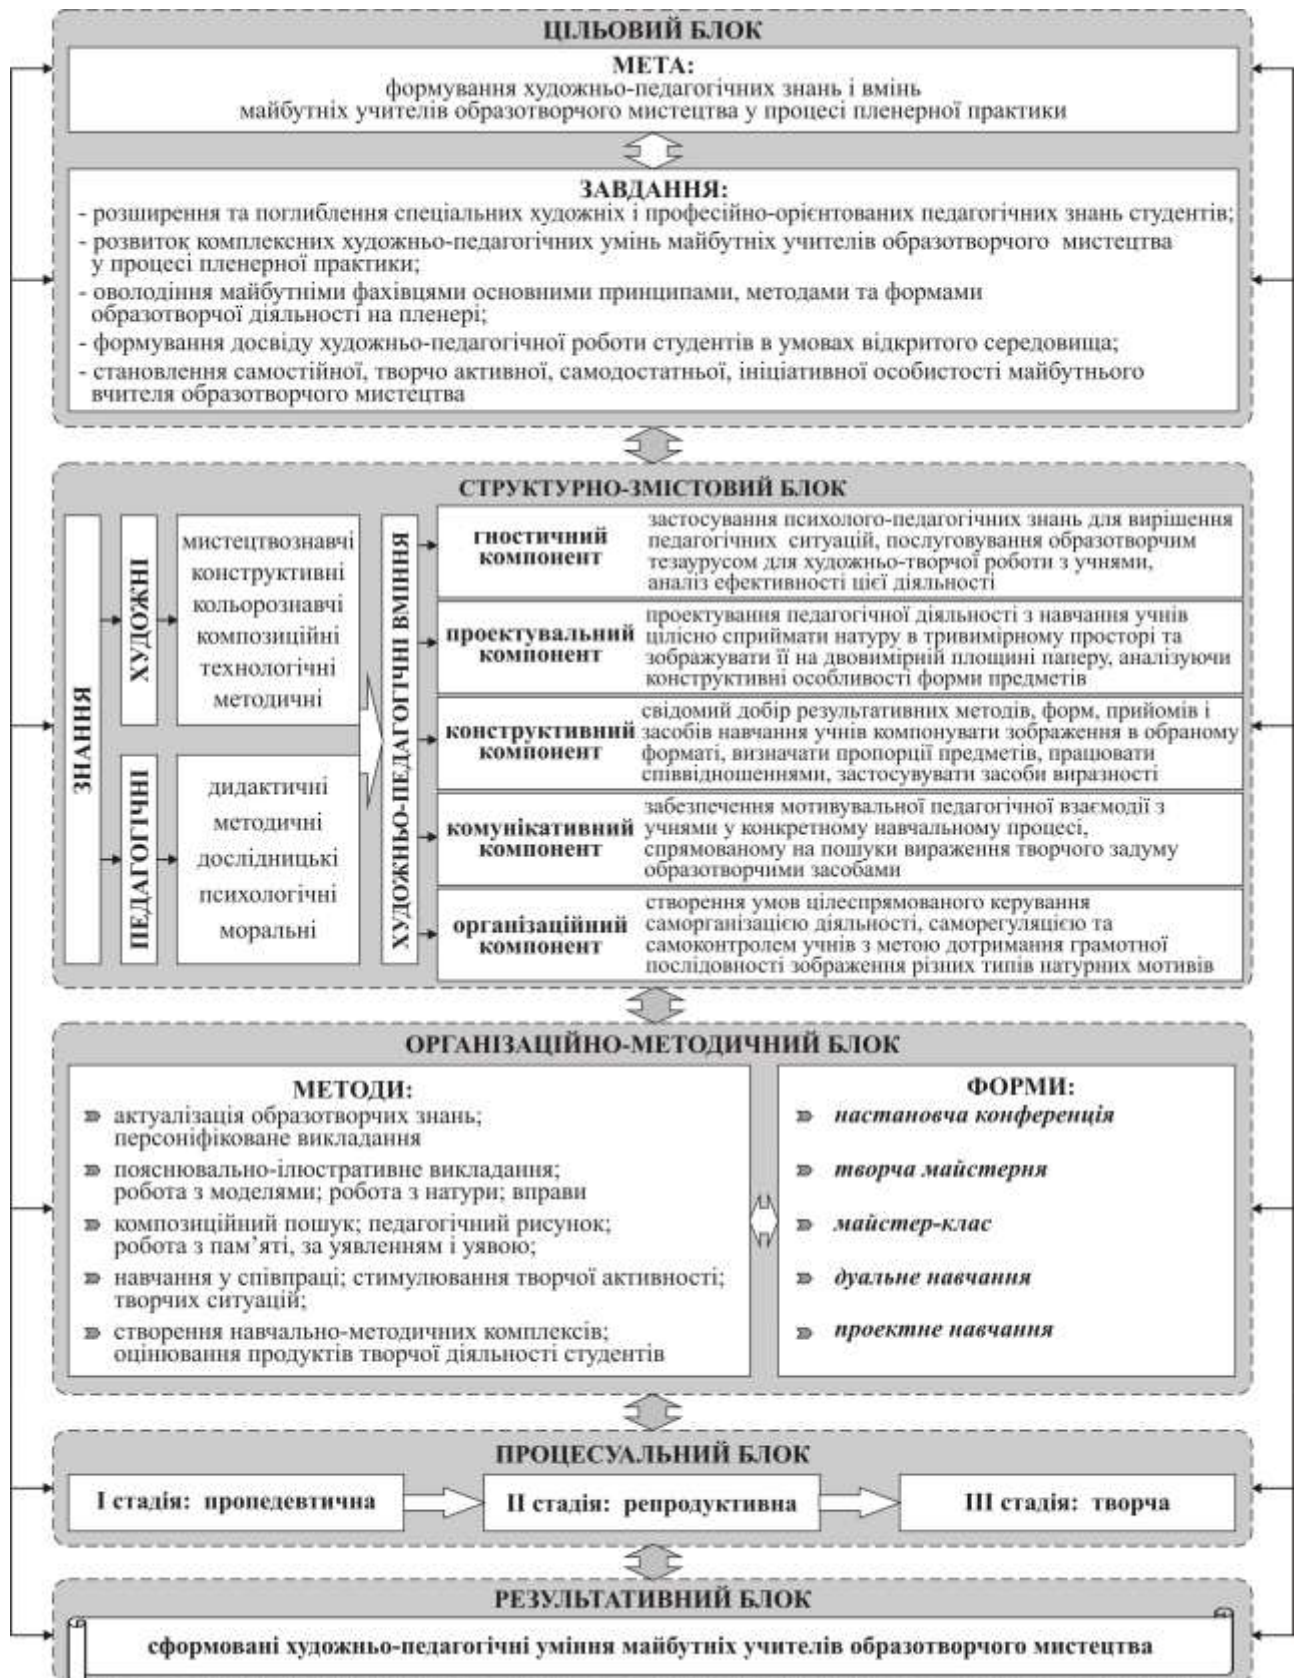 ЦІЛЬОВИЙ БЛОК
МЕТА:
формування художньо-педагогічних знань і вмінь
майбутніх учителів образотворчого мистецтва у процесі пленерної практики
ЗАВДАННЯ:
- розширення та поглиблення спеціальних художніх і професійно-орієнтованих педагогічних знань студентів;
- розвиток комплексних художньо-педагогічних умінь майбутніх учителів образотворчого мистецтва
у процесі пленерної практики;
- оволодіння майбутніми фахівцями основними принципами, методами та формами
образотворчої діяльності на пленері;
- формування досвіду художньо-педагогічної роботи студентів в умовах відкритого середовища;
- становлення самостійної, творчо активної, самодостатньої, ініціативної особистості майбутнього
вчителя образотворчого мистецтва
СТРУКТУРНО-ЗМІСТОВИЙ БЛОК
ЗНАННЯ
ХУДОЖНІ
мистецтвознавчі
конструктивні
кольорознавчі
композиційні
технологічні
методичні
ПЕДАГОГІЧНІ
дидактичні
методичні
дослідницькі
психологічні
моральні
ХУДОЖНЬО-ПЕДАГОГІЧНІ ВМІННЯ
гностичний
компонент
застосування психолого-педагогічних знань для вирішення
педагогічних ситуацій, послуговування образотворчим
тезаурусом для художньо-творчої роботи з учнями,
аналіз ефективності цієї діяльності
проектувальний
компонент
проектування педагогічної діяльності з навчання учнів
цілісно сприймати натуру в тривимірному просторі та
зображувати її на двовимірній площині паперу, аналізуючи
конструктивні особливості форми предметів
конструктивний
компонент
свідомий добір результативних методів, форм, прийомів і
засобів навчання учнів компонувати зображення в обраному
форматі, визначати пропорції предметів, працювати
співвідношеннями, застосувувати засоби виразності
комунікативний
компонент
забезпечення мотивувальної педагогічної взаємодії з
учнями у конкретному навчальному процесі,
спрямованому на пошуки вираження творчого задуму
образотворчими засобами
організаційний
компонент
створення умов цілеспрямованого керування
саморганізацією діяльності, саморегуляцією та
самоконтролем учнів з метою дотримання грамотної
послідовності зображення різних типів натурних мотивів
ОРГАНІЗАЦІЙНО-МЕТОДИЧНИЙ БЛОК
МЕТОДИ:
актуалізація образотворчих знань;
персоніфіковане викладання
пояснювально-ілюстративне викладання;
робота з моделями; робота з натури; вправи
композиційний пошук; педагогічний рисунок;
робота з пам’яті, за уявленням і уявою;
навчання у співпраці; стимулювання творчої активності;
творчих ситуацій;
створення навчально-методичних комплексів;
оцінювання продуктів творчої діяльності студентів
ФОРМИ:
настановча конференція
творча майстерня
майстер-клас
дуальне навчання
проектне навчання
ПРОЦЕСУАЛЬНИЙ БЛОК
І стадія: пропедевтична
ІІ стадія: репродуктивна
ІІІ стадія: творча
РЕЗУЛЬТАТИВНИЙ БЛОК
сформовані художньо-педагогічні уміння майбутніх учителів образотворчого мистецтва